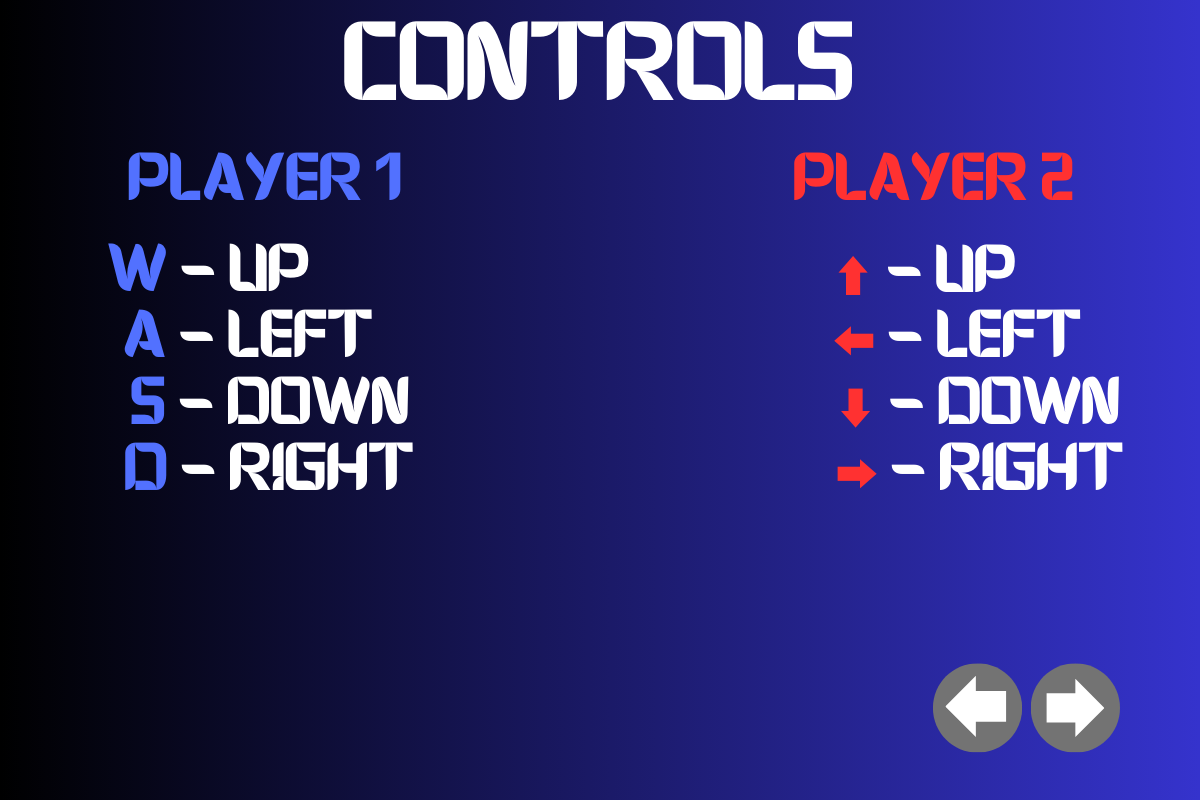 CONTROLS
PLAYER 1
W - UP
A - LEFT
S - DOWN
D - RIGHT
PLAYER 2
↑ - UP
← - LEFT
↓ - DOWN
→ - RIGHT